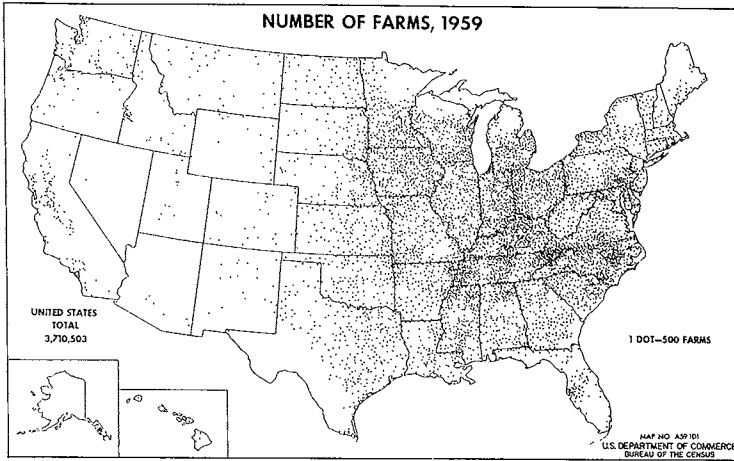 NUMBER OF FARMS, 1959
UNITED STATES
TOTAL
3,710,503
1 DOT—500 FARMS
MAP NO A59 101
U.S. DEPARTMENT OF COMMERCE
BUREAU OF THE CENSUS